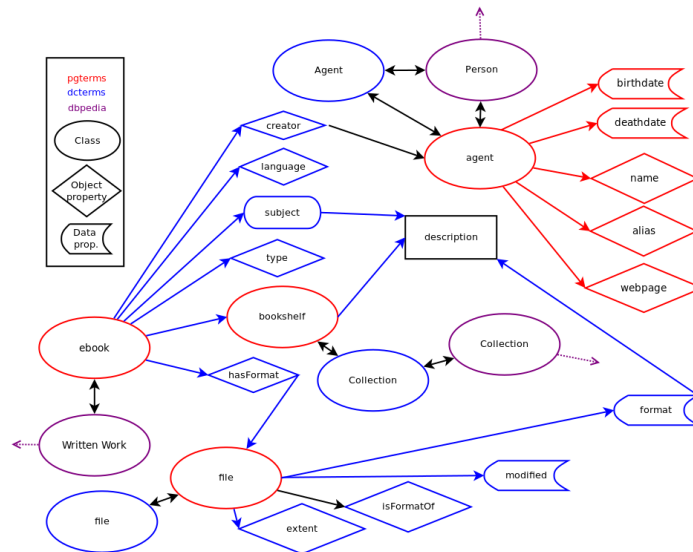 pgterms
dcterms
dbpedia
Class
Object
property
Data
prop.
Agent
Person
birthdate
deathdate
creator
agent
language
name
subject
alias
description
type
webpage
bookshelf
ebook
Collection
hasFormat
Collection
format
Written Work
file
modified
isFormatOf
file
extent